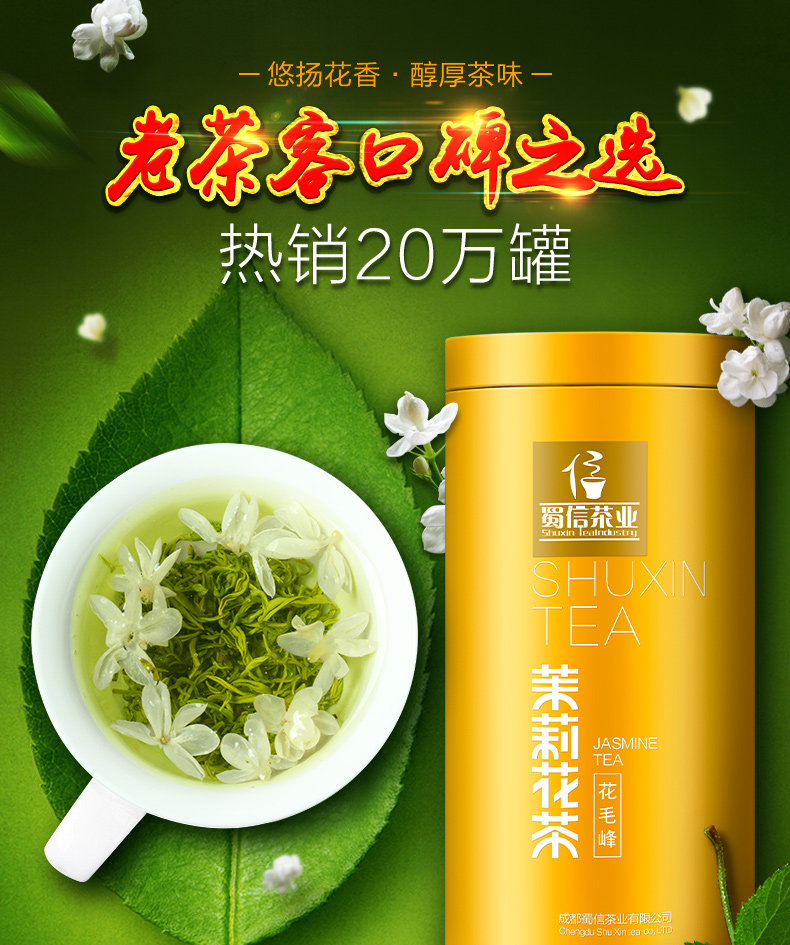 悠扬花香·醇厚茶味
老茶客口碑之选
热销20万罐
蜀信茶业
Shuxin TeaIndustry
SHUXIN
TEA
茉莉花茶
JASMINE
TEA
花毛峰
成都蜀信茶业有限公司
Chengdu Shu Xin tea co,.LTD